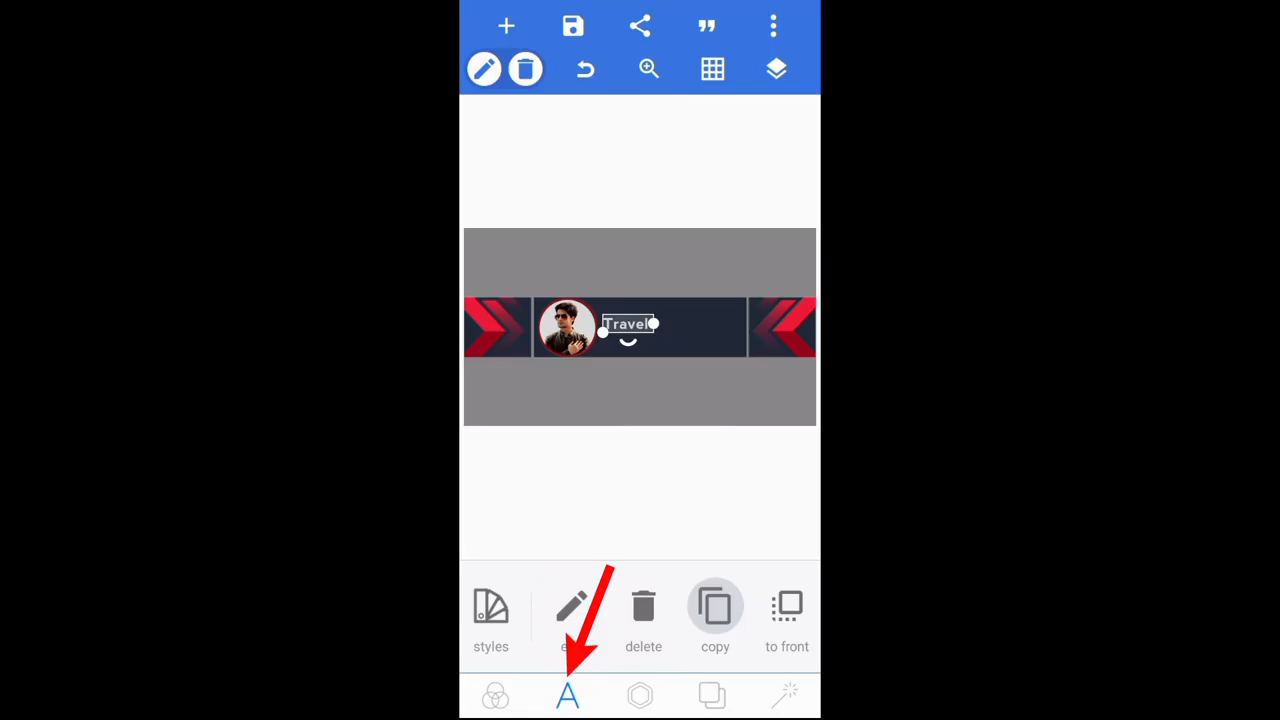 Travel
styles
delete
copy
to front